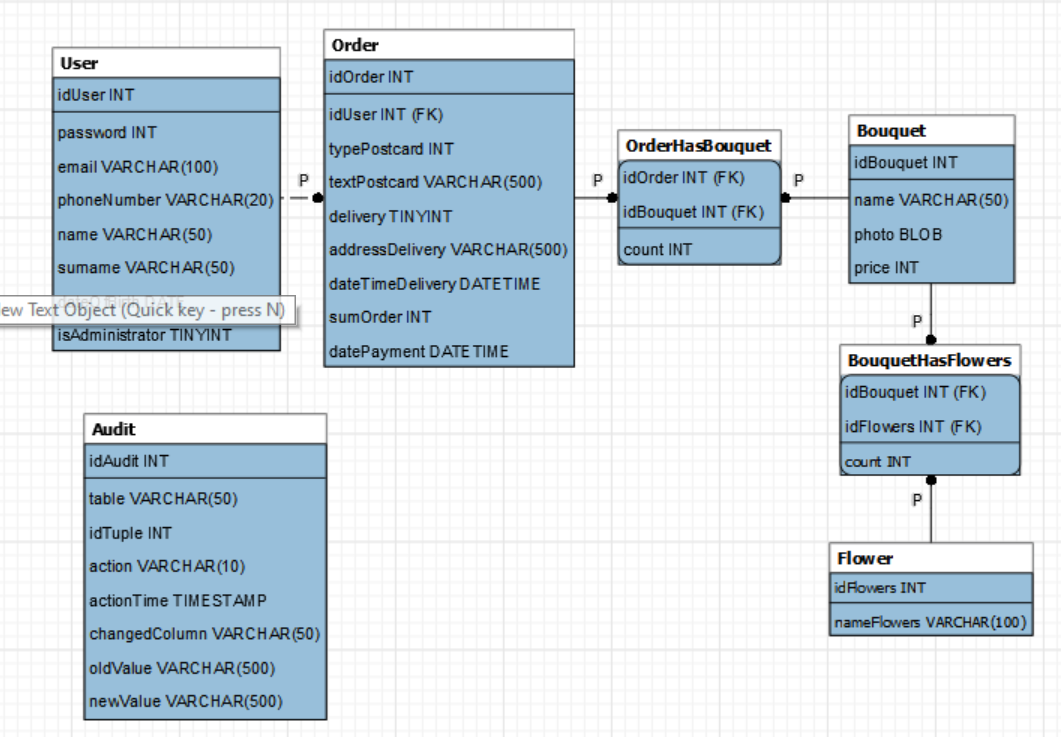 User
idUser INT
password INT
email VARCHAR(100)
phoneNumber VARCHAR(20)
name VARCHAR(50)
surname VARCHAR(50)
ew Text Object (Quick key - press N)
isAdministrator TINYINT
Order
idOrder INT
idUser INT (FK)
typePostcard INT
textPostcard VARCHAR(500)
delivery TINYINT
addressDelivery VARCHAR(500)
dateTimeDelivery DATETIME
sumOrder INT
datePayment DATETIME
P
P
OrderHasBouquet
idOrder INT (FK)
idBouquet INT (FK)
count INT
P
Bouquet
idBouquet INT
name VARCHAR(50)
photo BLOB
price INT
P
BouquetHasFlowers
idBouquet INT (FK)
idFlowers INT (FK)
count INT
P
Flower
idFlowers INT
nameFlowers VARCHAR(100)
Audit
idAudit INT
table VARCHAR(50)
idTuple INT
action VARCHAR(10)
actionTime TIMESTAMP
changedColumn VARCHAR(50)
oldValue VARCHAR(500)
newValue VARCHAR(500)